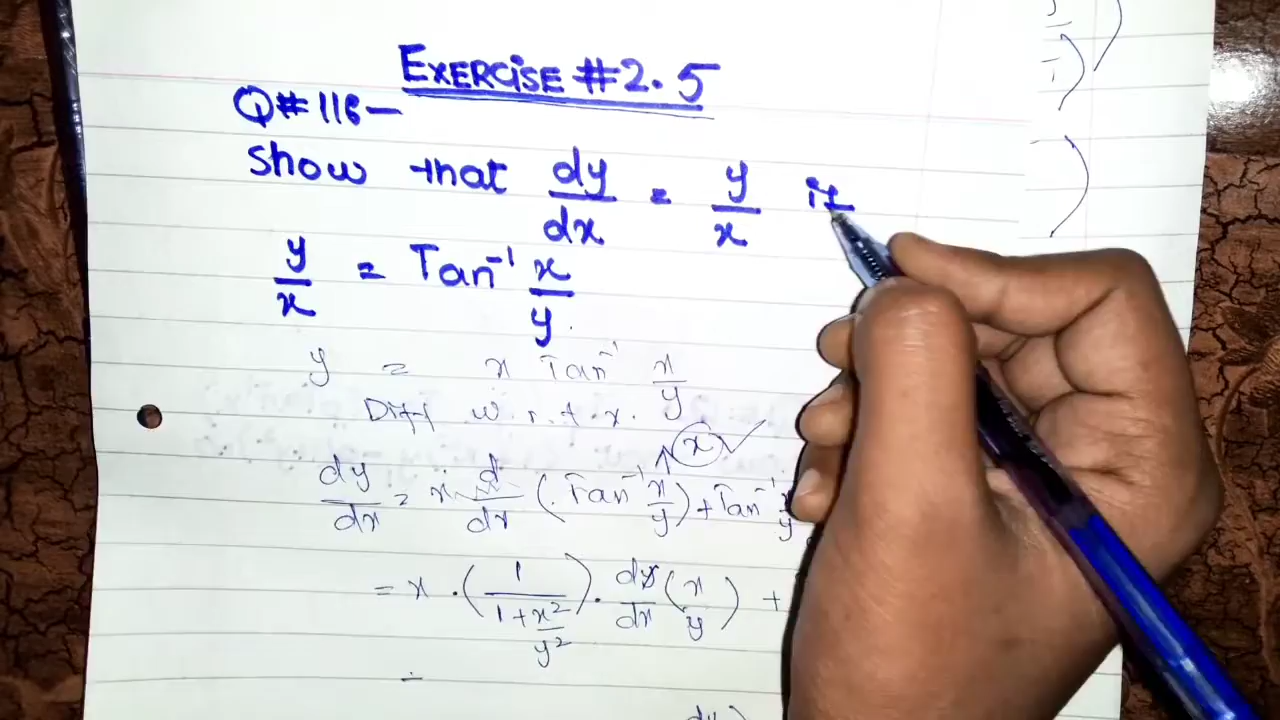 EXERCISE #2.5
Q#11B-
Show that dy/dx = y/x if
y/x = Tan⁻¹ x/y.
y = x Tan⁻¹ x/y
Diff w.r.t.x.
x
dy/dx = x d/dx (Tan⁻¹ x/y) + Tan⁻¹ x/y
= x · (1/(1+x²/y²)) · d/dx (x/y) +
=